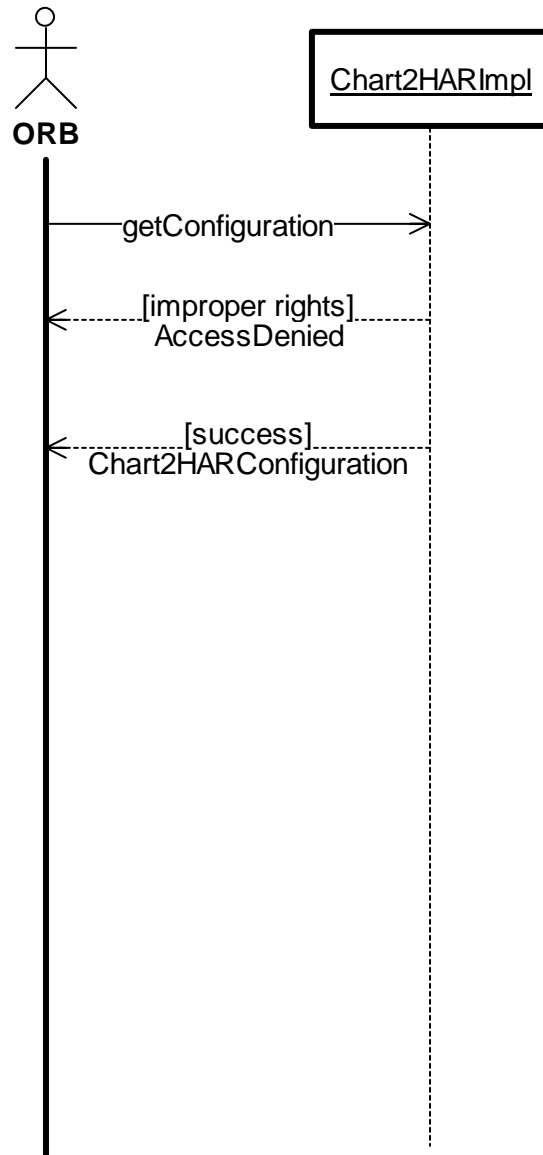 ORB
Chart2HARImpl
getConfiguration
[improper rights]
AccessDenied
[success]
Chart2HARConfiguration